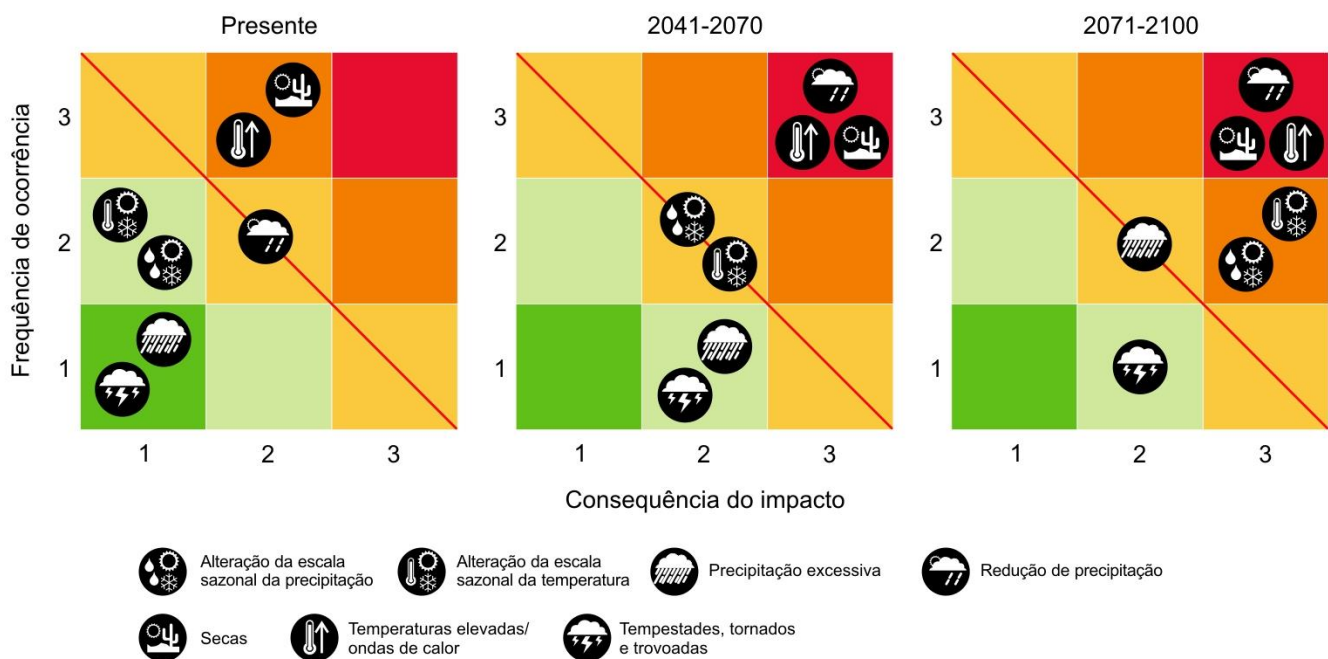 Presente
2041-2070
2071-2100
Frequência de ocorrência
3
2
1
1
2
3
3
2
1
1
2
3
3
2
1
1
2
3
Consequência do impacto
Alteração da escala
sazonal da precipitação
Alteração da escala
sazonal da temperatura
Precipitação excessiva
Redução de precipitação
Secas
Temperaturas elevadas/
ondas de calor
Tempestades, tornados
e trovoadas